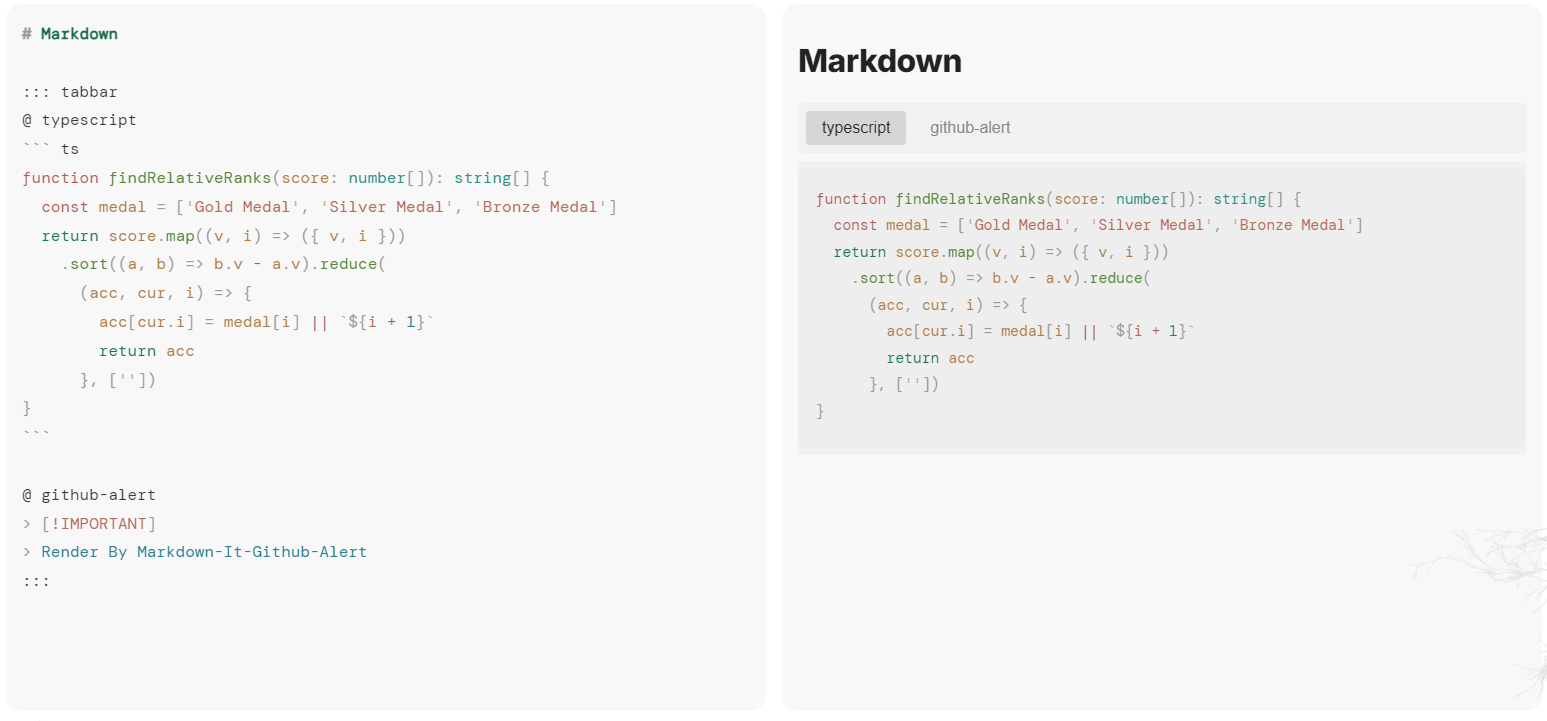 # Markdown
::: tabbar
@ typescript
``` ts
function findRelativeRanks(score: number[]): string[] {
  const medal = ['Gold Medal', 'Silver Medal', 'Bronze Medal']
  return score.map((v, i) => ({ v, i }))
    .sort((a, b) => b.v - a.v).reduce(
      (acc, cur, i) => {
        acc[cur.i] = medal[i] || `${i + 1}`
        return acc
      }, [''])
}
```
@ github-alert
> [!IMPORTANT]
> Render By Markdown-It-Github-Alert
:::
Markdown
typescript github-alert
function findRelativeRanks(score: number[]): string[] {
  const medal = ['Gold Medal', 'Silver Medal', 'Bronze Medal']
  return score.map((v, i) => ({ v, i }))
    .sort((a, b) => b.v - a.v).reduce(
      (acc, cur, i) => {
        acc[cur.i] = medal[i] || `${i + 1}`
        return acc
      }, [''])
}